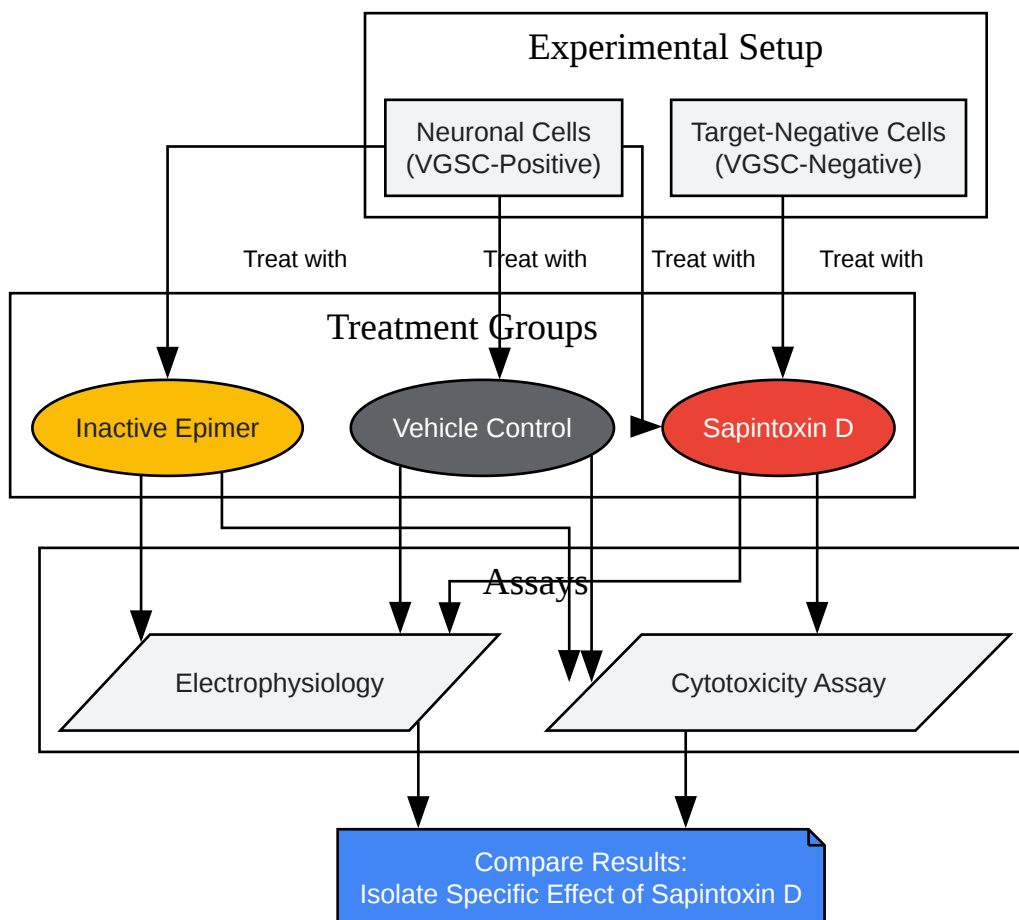 Experimental Setup
Neuronal Cells
(VGSC-Positive)
Target-Negative Cells
(VGSC-Negative)
Treat with
Treat with
Treat with
Treat with
Treatment Groups
Inactive Epimer
Vehicle Control
Sapintoxin D
Assays
Electrophysiology
Cytotoxicity Assay
Compare Results:
Isolate Specific Effect of Sapintoxin D